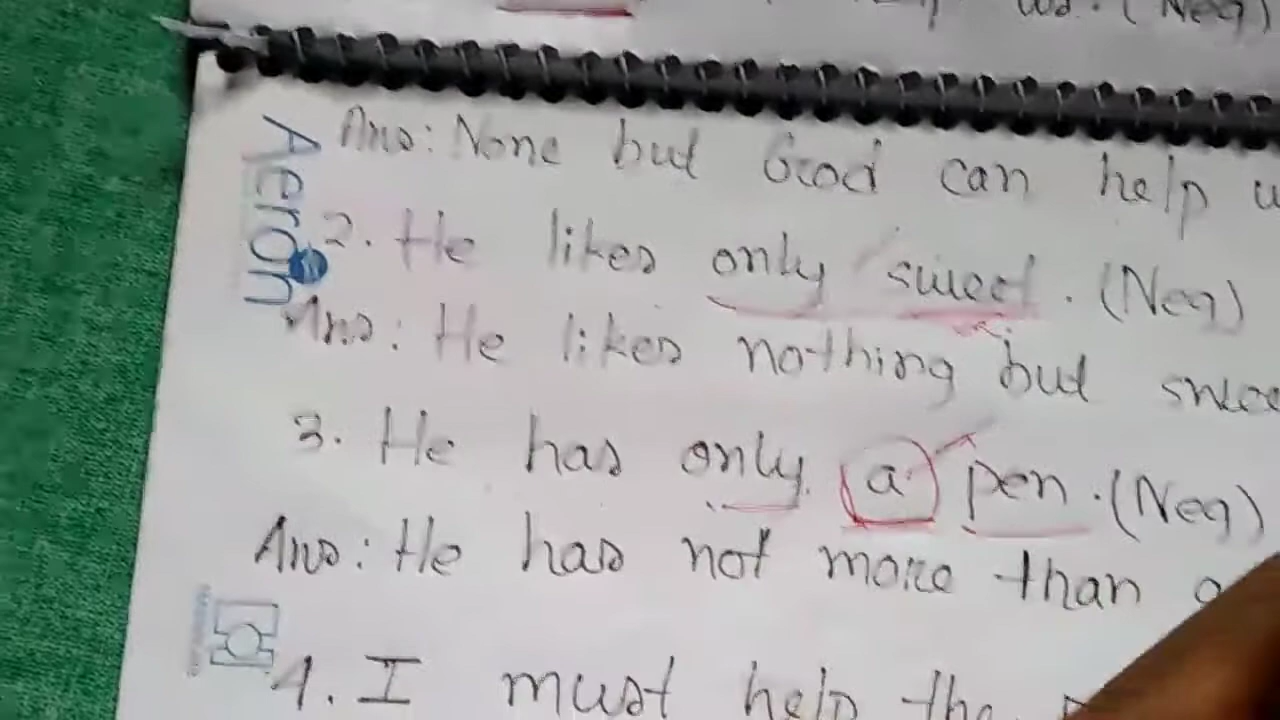 (Neg)
Ans: None but God can help
2. He likes only sweet. (Neg)
Ans: He likes nothing but
3. He has only a pen. (Neg)
Ans: He has not more than
4. I must help the
Aeron